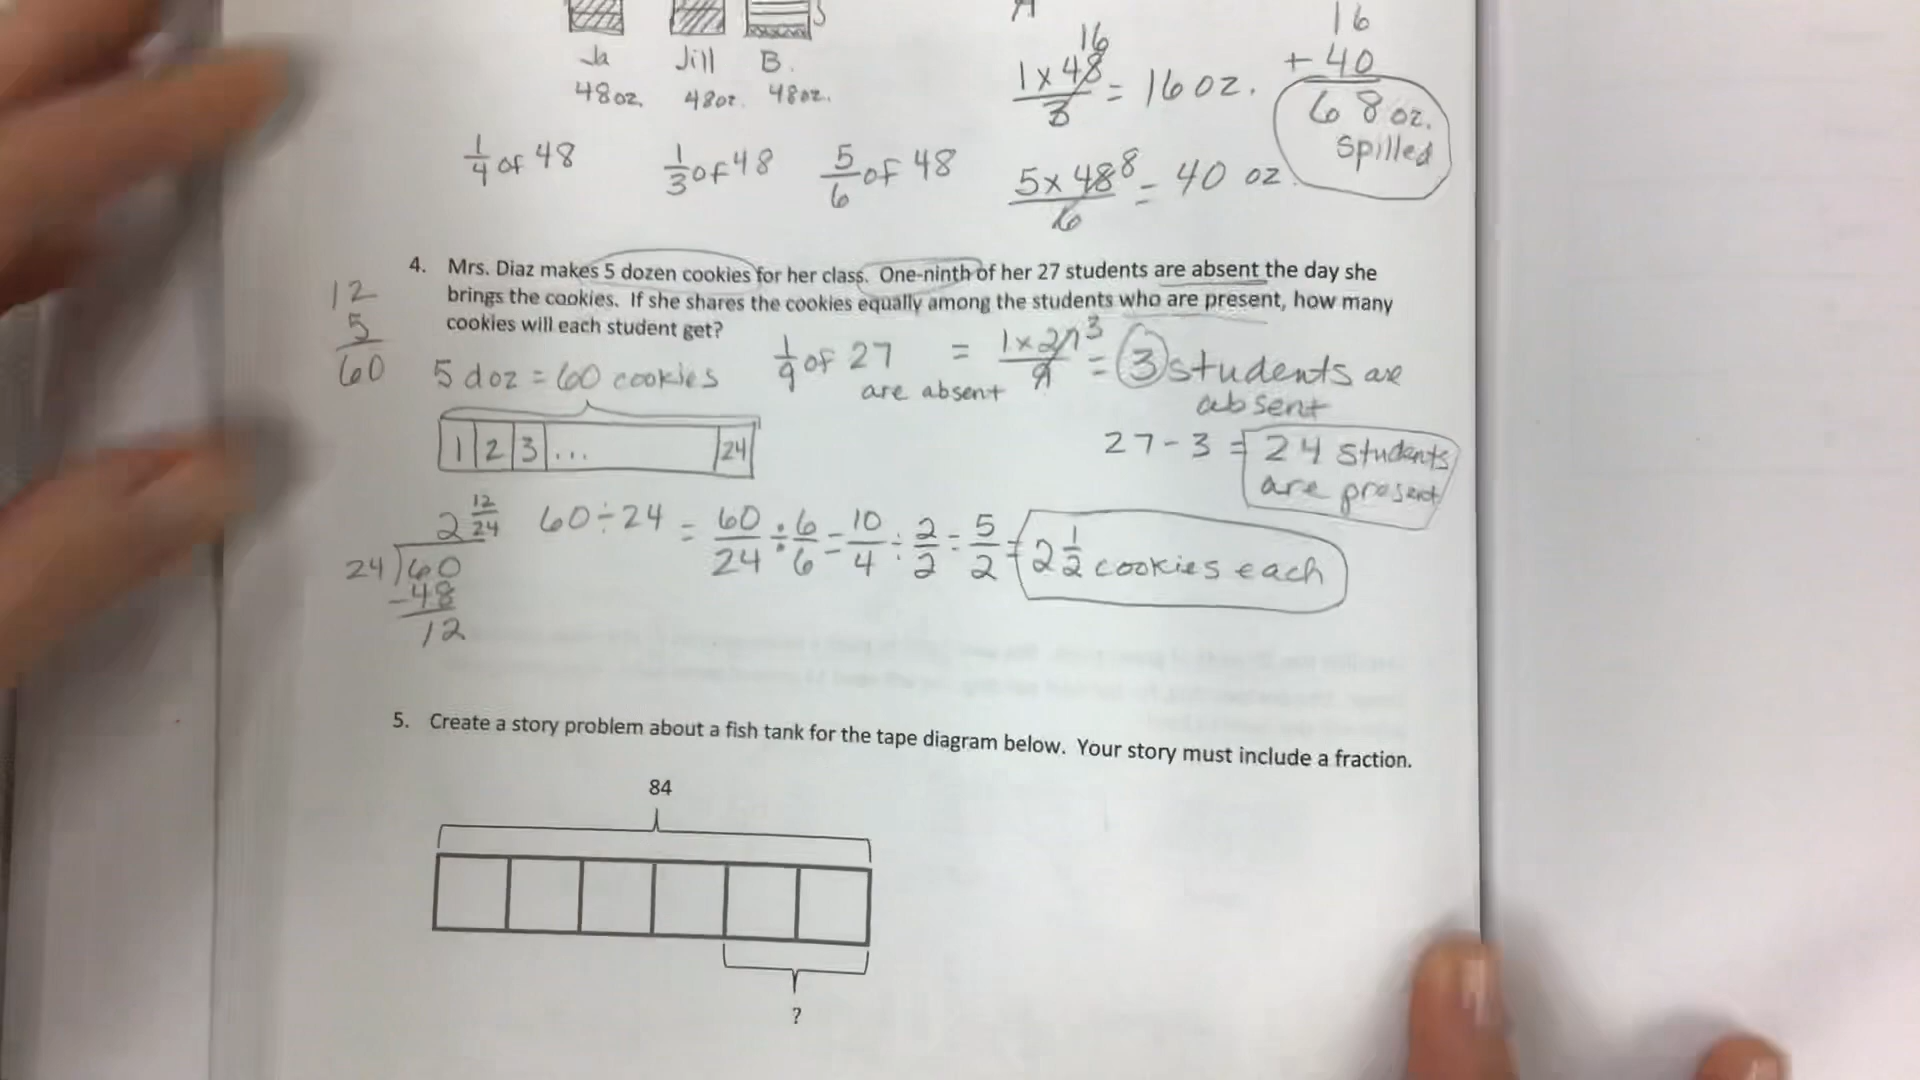 Ja Jill B.
48oz. 48oz. 48oz.
1/4 of 48 1/3 of 48 5/6 of 48
1 x 48 16 / 3 = 16 oz.
5 x 48 8 / 6 = 40 oz.
16
+ 40
68 oz.
spilled
4. Mrs. Diaz makes 5 dozen cookies for her class. One-ninth of her 27 students are absent the day she
brings the cookies. If she shares the cookies equally among the students who are present, how many
cookies will each student get?
12
5
60
5 doz = 60 cookies
1/9 of 27 = 1 x 27 3 / 9 = 3 students are
are absent absent
1 2 3 ... 24
27 - 3 = 24 students
are present
2 12/24
24)60
-48
12
60 ÷ 24 = 60/24 ÷ 6/6 = 10/4 ÷ 2/2 = 5/2 = 2 1/2 cookies each
5. Create a story problem about a fish tank for the tape diagram below. Your story must include a fraction.
84
?